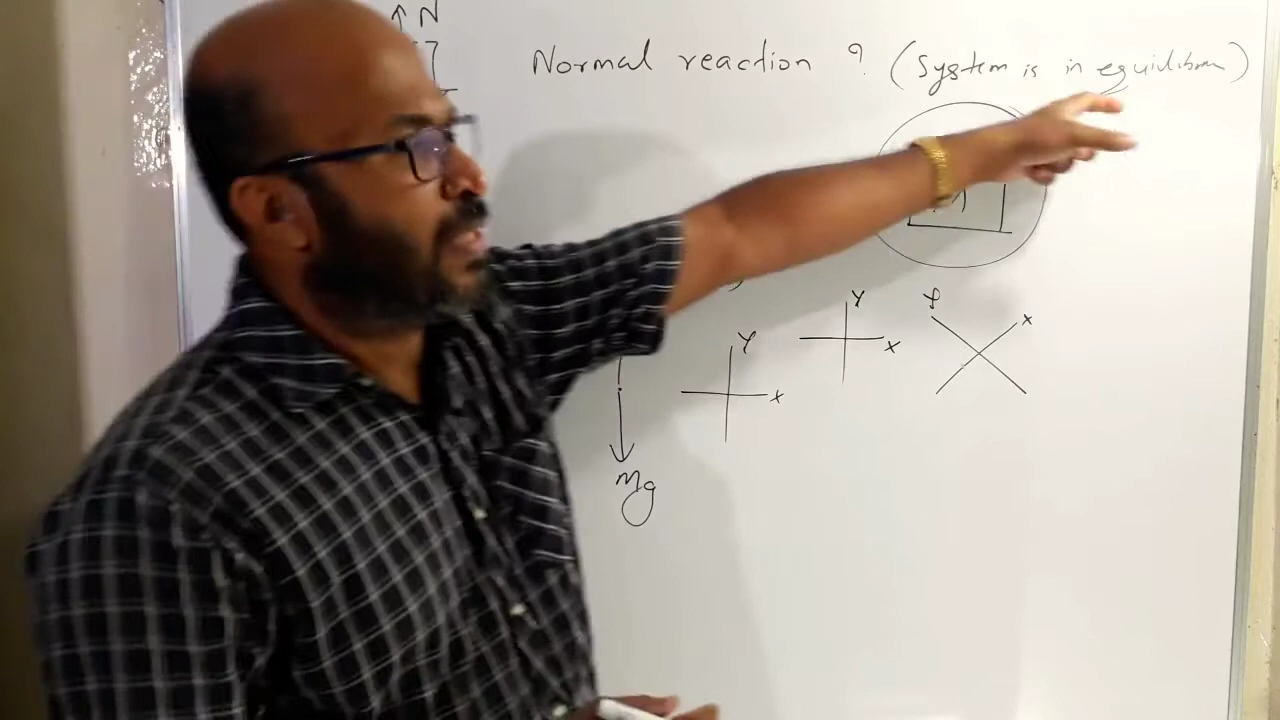 N
Normal reaction ? (System is in equilibrium)
Y
X
Y
X
Y
X
Mg